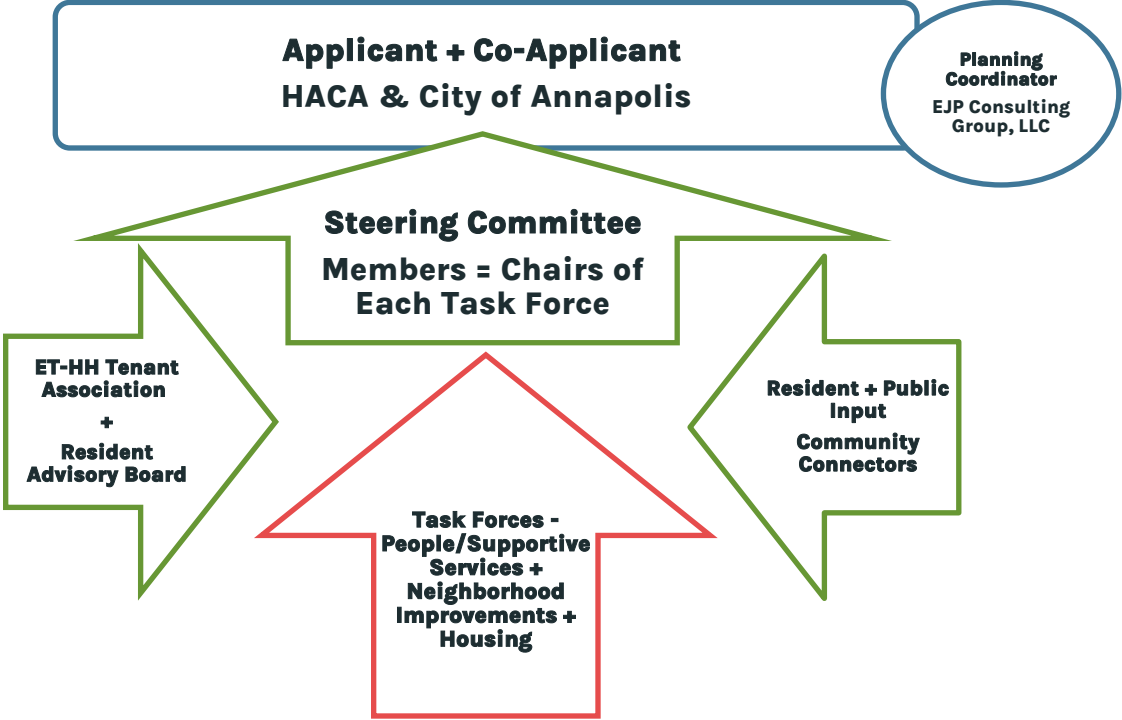 Applicant + Co-Applicant
HACA & City of Annapolis
Planning
Coordinator
EJP Consulting
Group, LLC
Steering Committee
Members = Chairs of
Each Task Force
ET-HH Tenant
Association
+
Resident
Advisory Board
Resident + Public
Input
Community
Connectors
Task Forces -
People/Supportive
Services +
Neighborhood
Improvements +
Housing